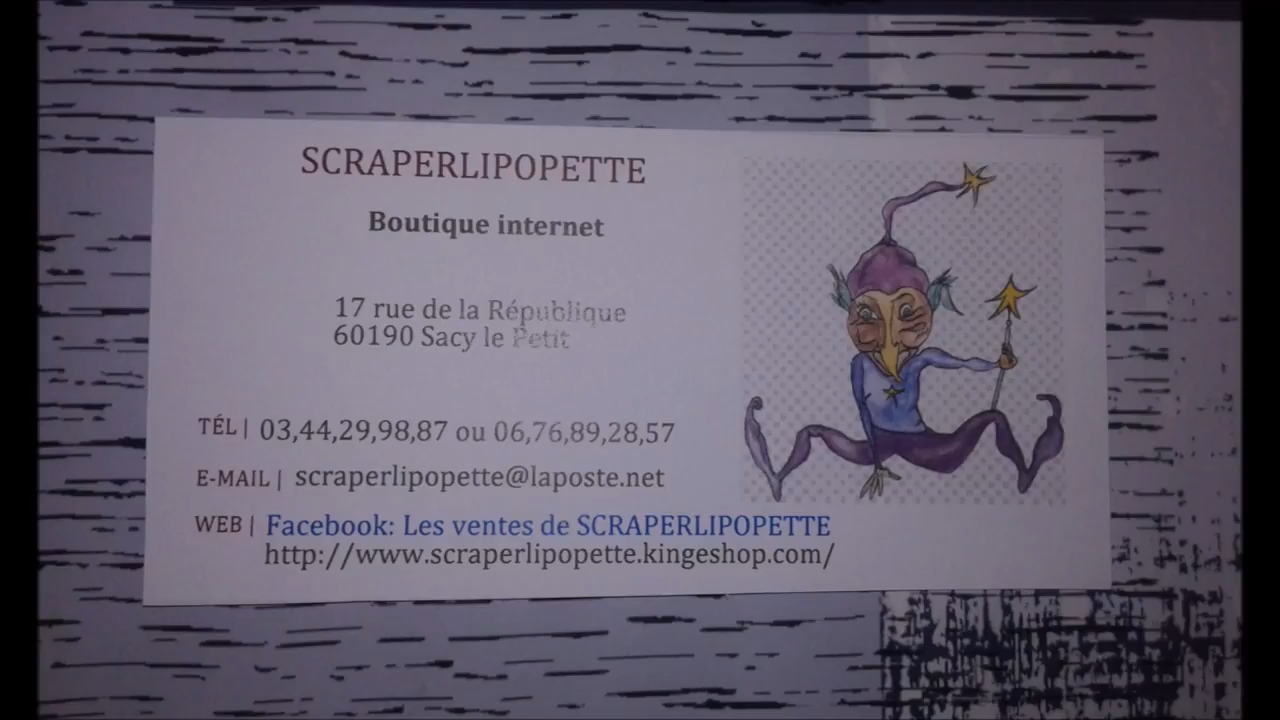 SCRAPERLIPOPETTE
Boutique internet
17 rue de la République
60190 Sacy le Petit
TÉL | 03,44,29,98,87 ou 06,76,89,28,57
E-MAIL | scraperlipopette@laposte.net
WEB | Facebook: Les ventes de SCRAPERLIPOPETTE
http://www.scraperlipopette.kingeshop.com/